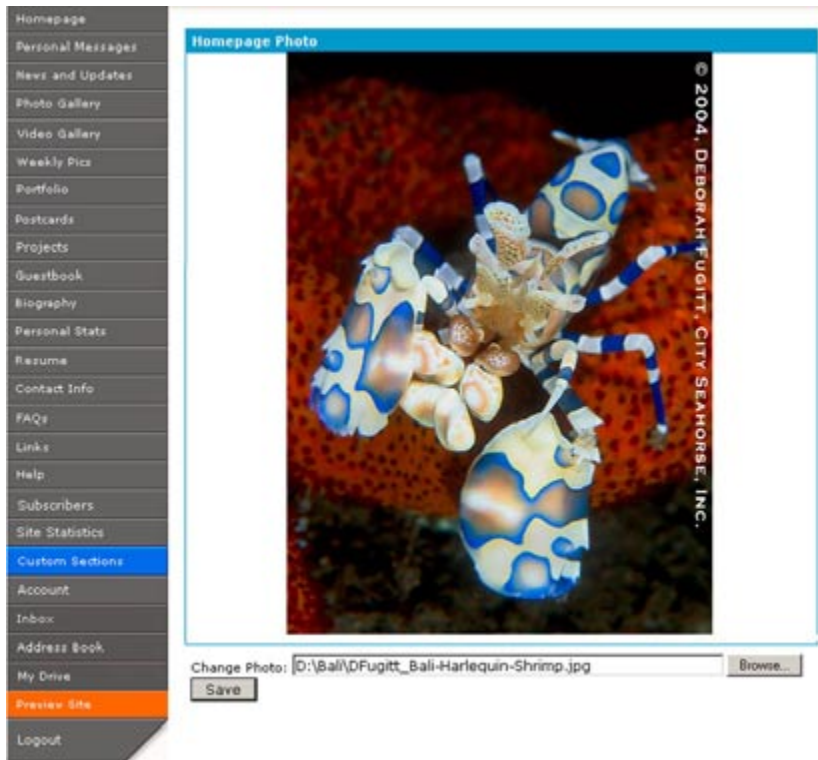 Homepage
Personal Messages
News and Updates
Photo Gallery
Video Gallery
Weekly Pics
Portfolio
Postcards
Projects
Guestbook
Biography
Personal Stats
Resume
Contact Info
FAQs
Links
Help
Subscribers
Site Statistics
Custom Sections
Account
Inbox
Address Book
My Drive
Preview Site
Logout
Homepage Photo
© 2004, DEBORAH FUGITT, CITY SEAHORSE, INC.
Change Photo: D:\Bali\DFugitt_Bali-Harlequin-Shrimp.jpg Browse...
Save